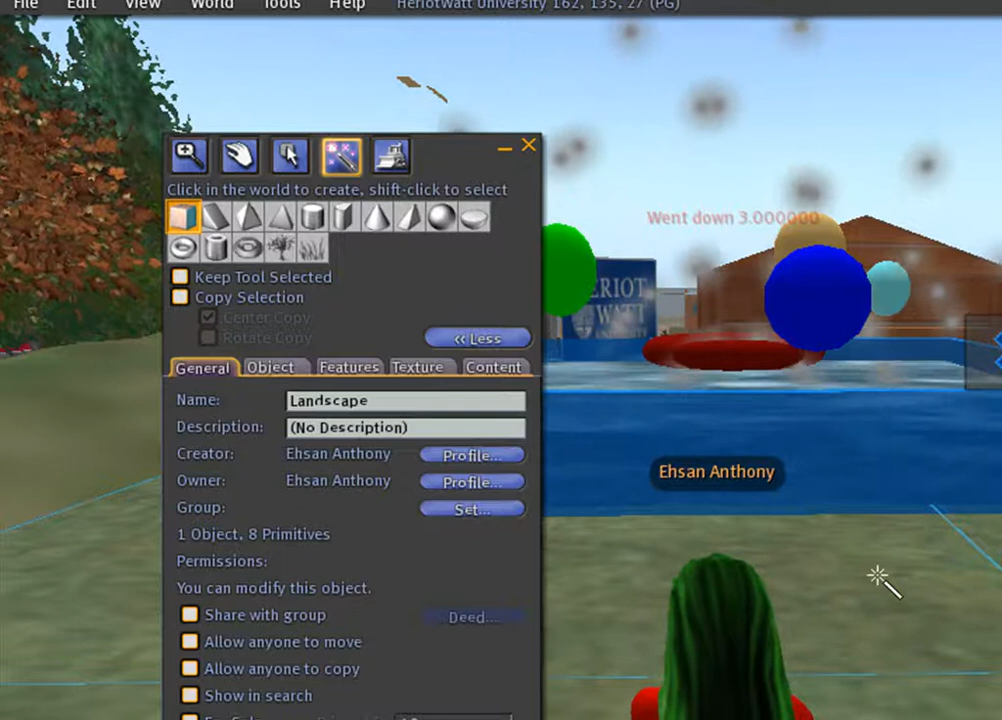 File Edit View World Tools Help HeriotWatt University 162, 135, 27 (PG)
Click in the world to create, shift-click to select
Went down 3.000000
Keep Tool Selected
Copy Selection
ERIOT
WATT
UNIVERSITY
Center Copy
Rotate Copy
<< Less
General Object Features Texture Content
Name: Landscape
Description: (No Description)
Creator: Ehsan Anthony Profile...
Owner: Ehsan Anthony Profile...
Ehsan Anthony
Group: Set...
1 Object, 8 Primitives
Permissions:
You can modify this object.
Share with group Deed...
Allow anyone to move
Allow anyone to copy
Show in search